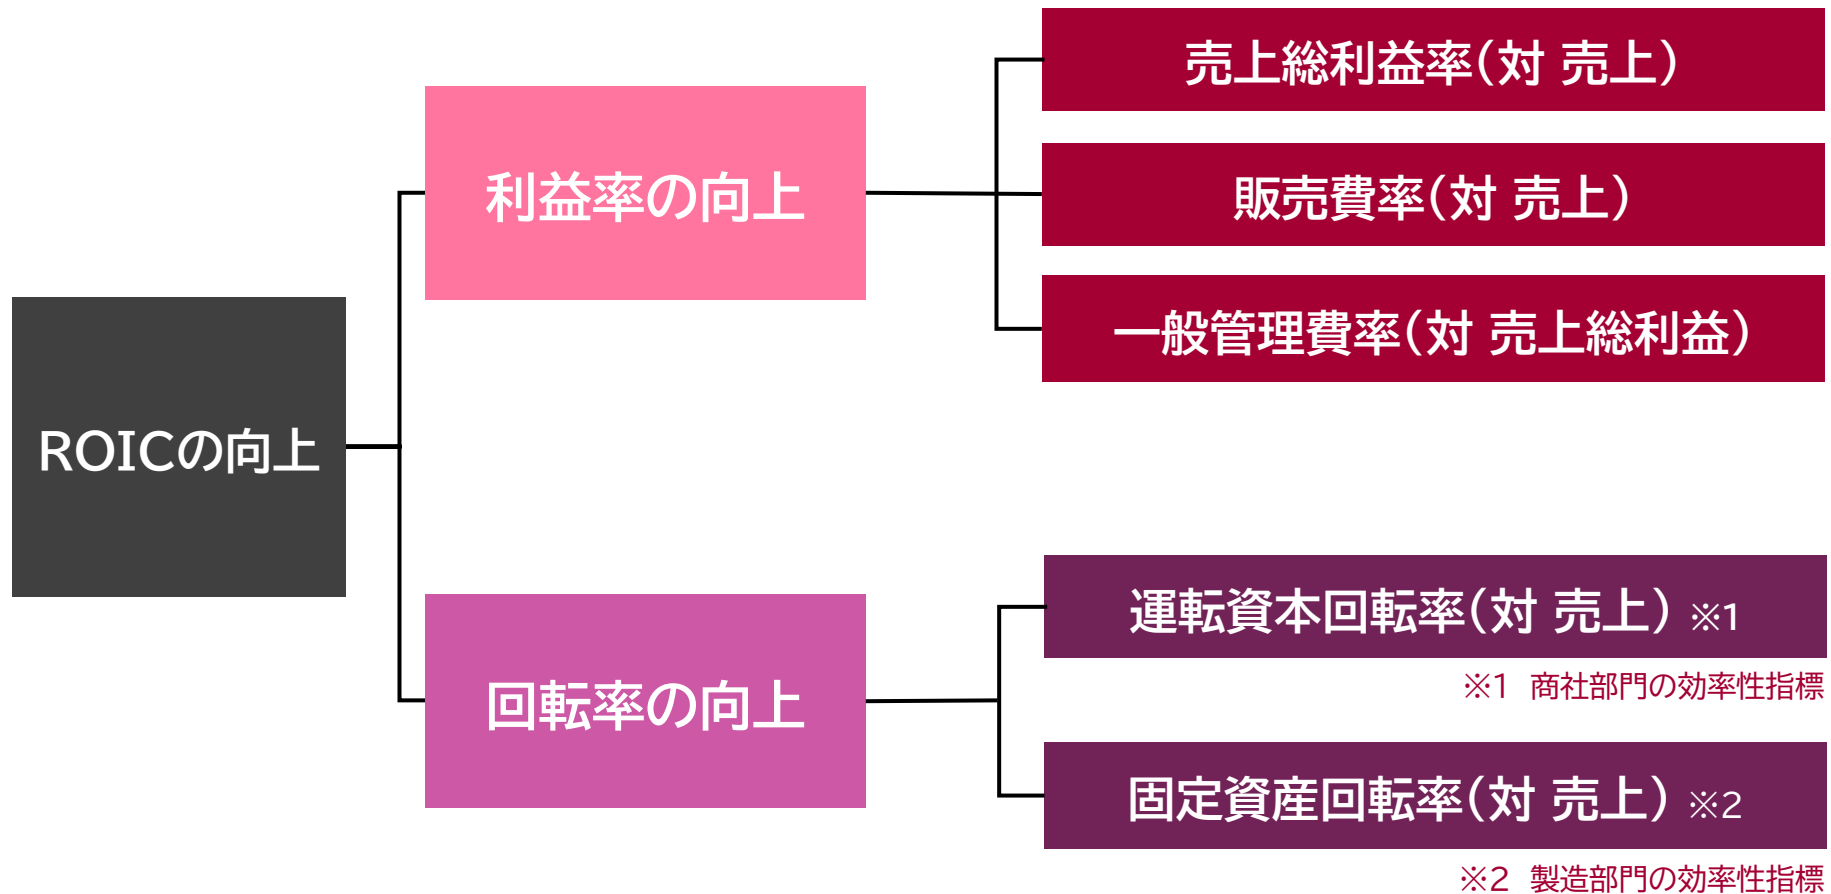 ROICの向上
利益率の向上
売上総利益率(対 売上)
販売費率(対 売上)
一般管理費率(対 売上総利益)
回転率の向上
運転資本回転率(対 売上) ※1
※1 商社部門の効率性指標
固定資産回転率(対 売上) ※2
※2 製造部門の効率性指標